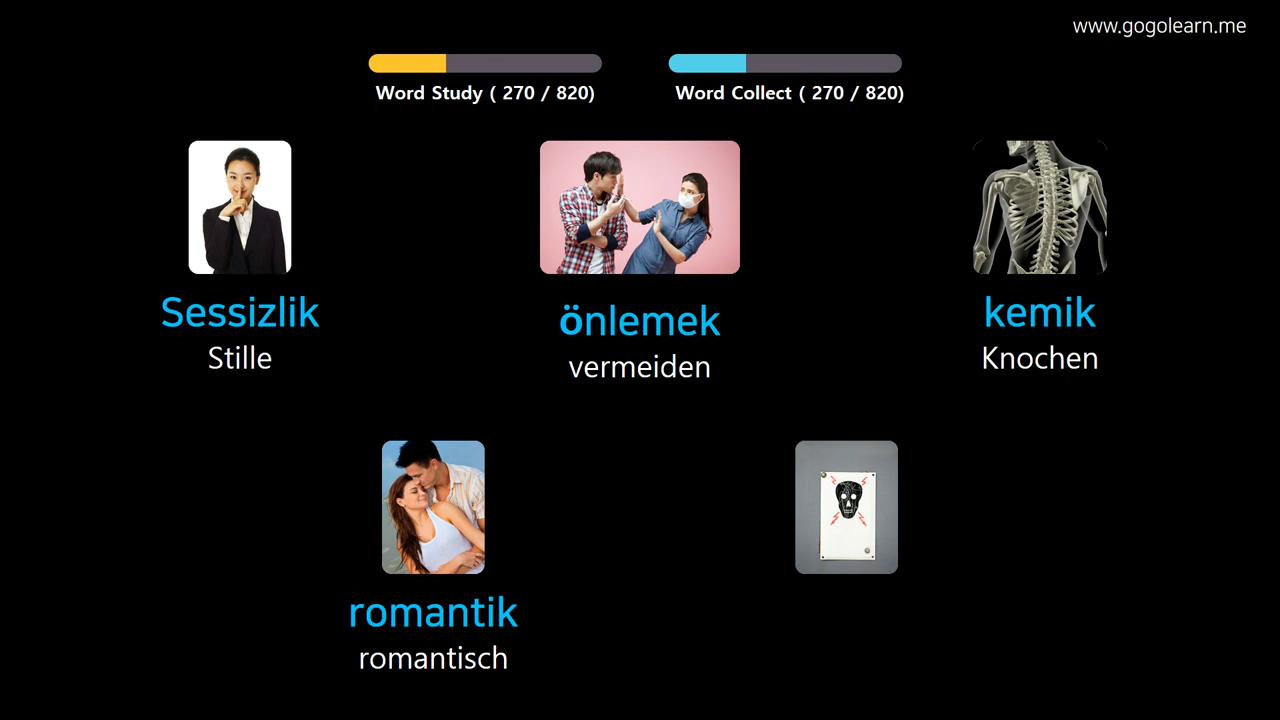 www.gogolearn.me
Word Study ( 270 / 820)
Word Collect ( 270 / 820)
Sessizlik
Stille
önlemek
vermeiden
kemik
Knochen
romantik
romantisch